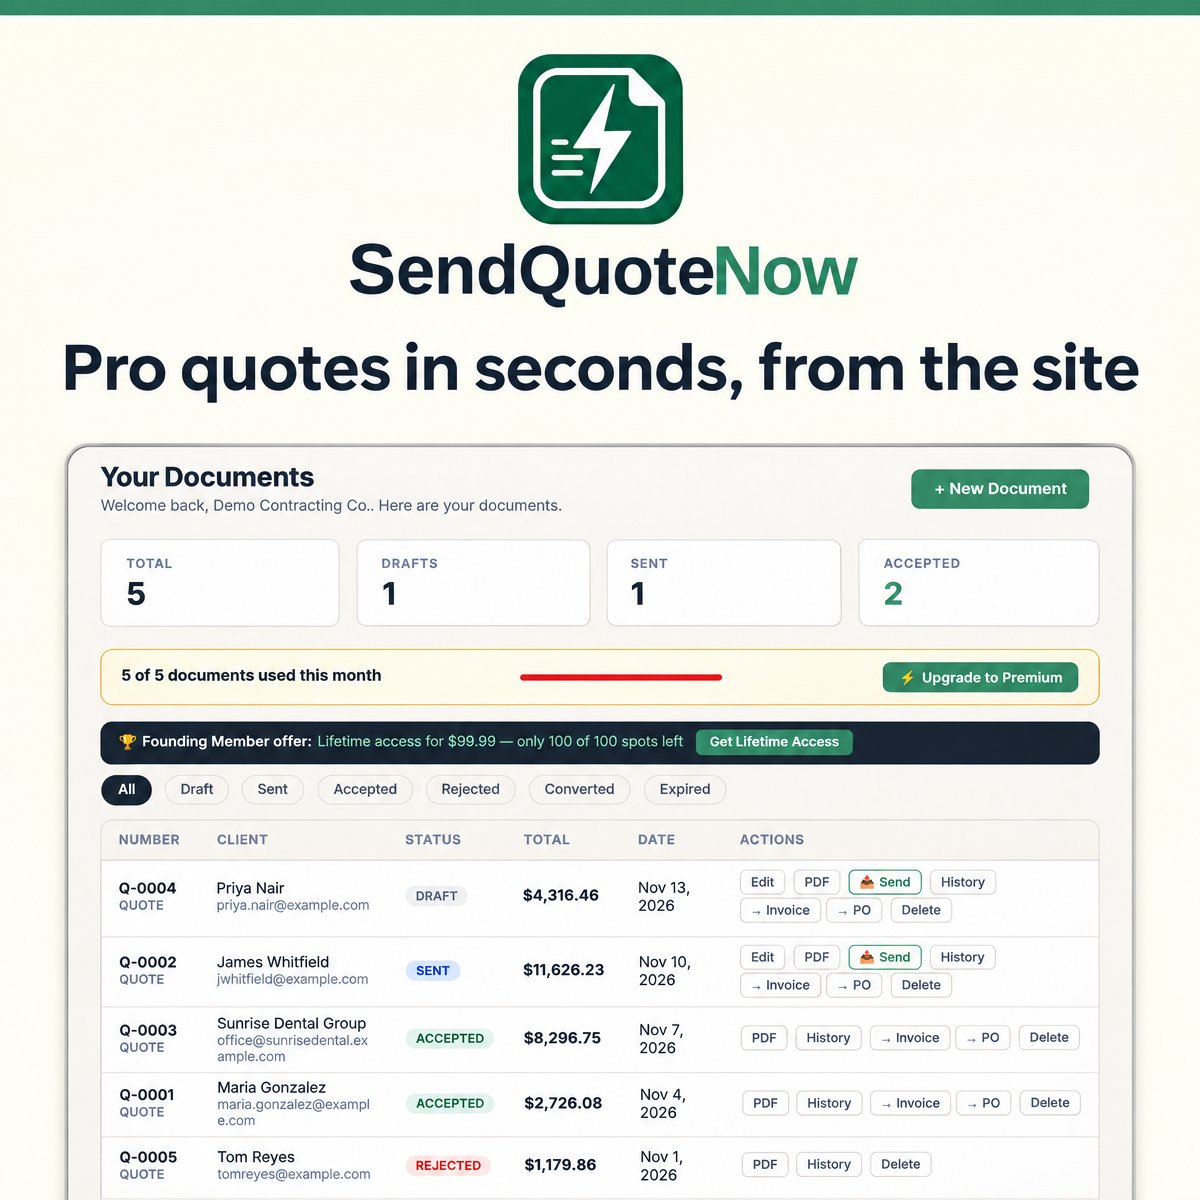 SendQuoteNow
Pro quotes in seconds, from the site
Your Documents
+ New Document
Welcome back, Demo Contracting Co.. Here are your documents.
TOTAL
5
DRAFTS
1
SENT
1
ACCEPTED
2
5 of 5 documents used this month
⚡ Upgrade to Premium
🏆 Founding Member offer: Lifetime access for $99.99 — only 100 of 100 spots left Get Lifetime Access
All Draft Sent Accepted Rejected Converted Expired
NUMBER CLIENT STATUS TOTAL DATE ACTIONS
Q-0004
QUOTE
Priya Nair
priya.nair@example.com
DRAFT
$4,316.46
Nov 13,
2026
Edit PDF 📤 Send History
→ Invoice → PO Delete
Q-0002
QUOTE
James Whitfield
jwhitfield@example.com
SENT
$11,626.23
Nov 10,
2026
Edit PDF 📤 Send History
→ Invoice → PO Delete
Q-0003
QUOTE
Sunrise Dental Group
office@sunrisedental.ex
ample.com
ACCEPTED
$8,296.75
Nov 7,
2026
PDF History → Invoice → PO Delete
Q-0001
QUOTE
Maria Gonzalez
maria.gonzalez@exampl
e.com
ACCEPTED
$2,726.08
Nov 4,
2026
PDF History → Invoice → PO Delete
Q-0005
QUOTE
Tom Reyes
tomreyes@example.com
REJECTED
$1,179.86
Nov 1,
2026
PDF History Delete